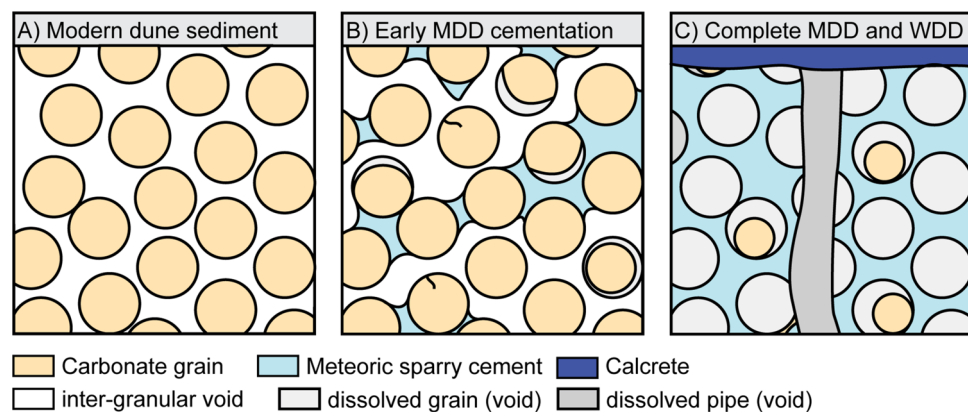 A) Modern dune sediment
B) Early MDD cementation
C) Complete MDD and WDD
Carbonate grain
Meteoric sparry cement
Calcrete
inter-granular void
dissolved grain (void)
dissolved pipe (void)